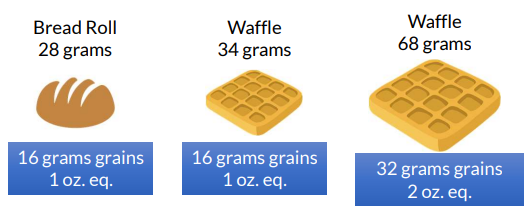 Bread Roll
28 grams
16 grams grains
1 oz. eq.
Waffle
34 grams
16 grams grains
1 oz. eq.
Waffle
68 grams
32 grams grains
2 oz. eq.